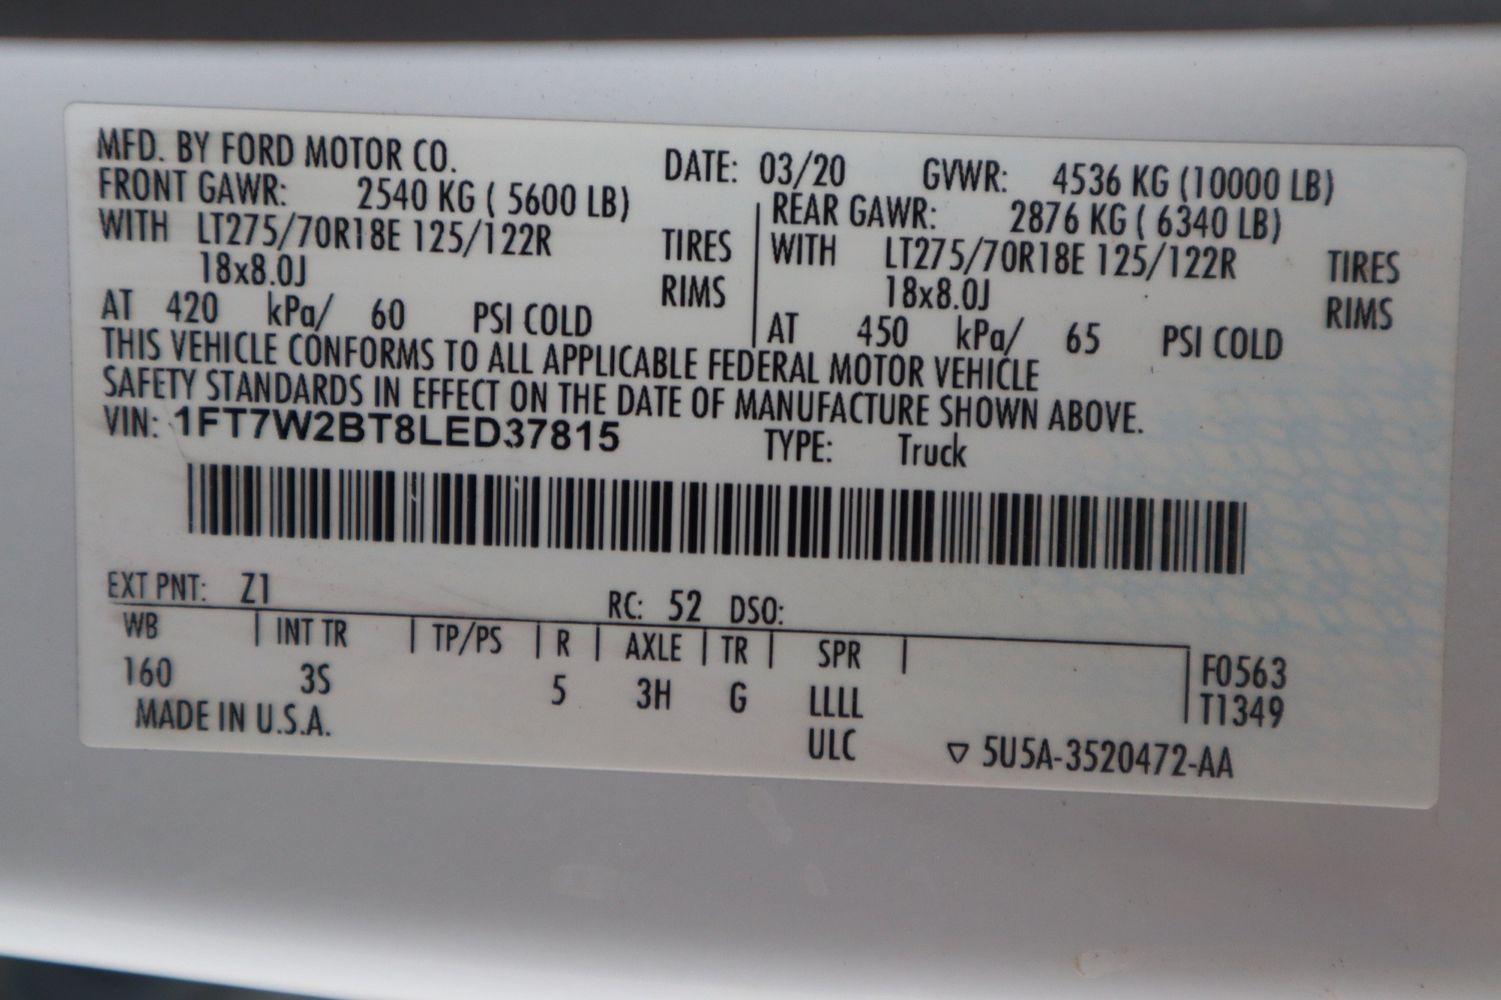 MFD. BY FORD MOTOR CO. DATE: 03/20 GVWR: 4536 KG (10000 LB)
FRONT GAWR: 2540 KG ( 5600 LB) REAR GAWR: 2876 KG ( 6340 LB)
WITH LT275/70R18E 125/122R TIRES WITH LT275/70R18E 125/122R TIRES
18x8.0J RIMS 18x8.0J RIMS
AT 420 kPa/ 60 PSI COLD AT 450 kPa/ 65 PSI COLD
THIS VEHICLE CONFORMS TO ALL APPLICABLE FEDERAL MOTOR VEHICLE
SAFETY STANDARDS IN EFFECT ON THE DATE OF MANUFACTURE SHOWN ABOVE.
VIN: 1FT7W2BT8LED37815 TYPE: Truck
EXT PNT: Z1 RC: 52 DSO:
WB INT TR TP/PS R AXLE TR SPR F0563
160 3S 5 3H G LLLL T1349
MADE IN U.S.A. ULC ▽ 5U5A-3520472-AA